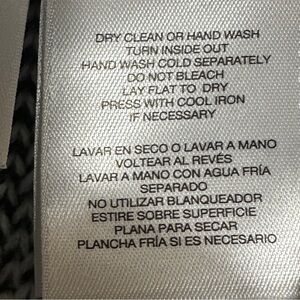 DRY CLEAN OR HAND WASH
TURN INSIDE OUT
HAND WASH COLD SEPARATELY
DO NOT BLEACH
LAY FLAT TO DRY
PRESS WITH COOL IRON
IF NECESSARY
LAVAR EN SECO O LAVAR A MANO
VOLTEAR AL REVÉS
LAVAR A MANO CON AGUA FRÍA
SEPARADO
NO UTILIZAR BLANQUEADOR
ESTIRE SOBRE SUPERFICIE
PLANA PARA SECAR
PLANCHA FRÍA SI ES NECESARIO